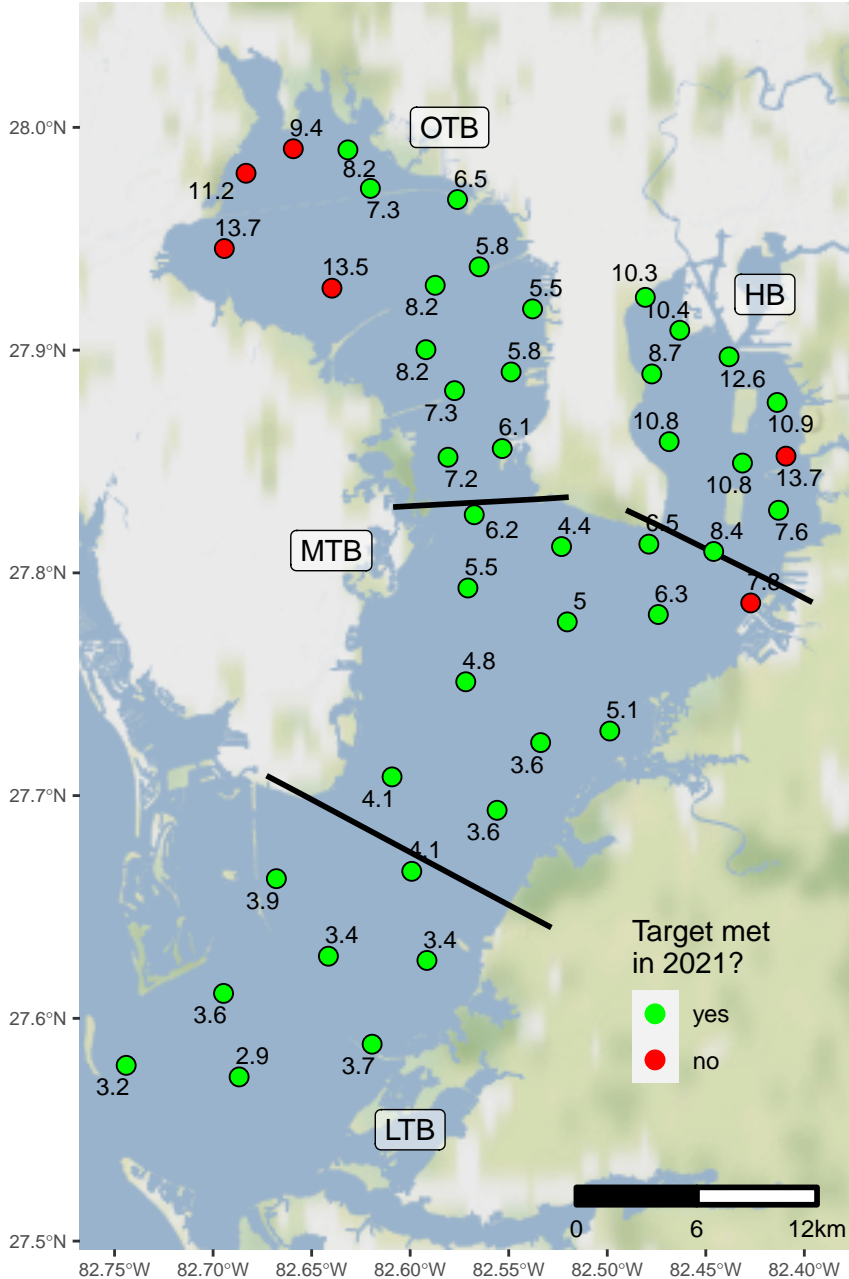 28.0°N
27.9°N
27.8°N
27.7°N
27.6°N
27.5°N
9.4
OTB
8.2
11.2
7.3
6.5
13.7
13.5
5.8
8.2
5.5
10.3
HB
10.4
8.2
5.8
8.7
12.6
7.3
10.9
6.1
10.8
7.2
10.8
13.7
6.2
4.4
6.5
8.4
7.6
MTB
5.5
5
6.3
7.8
4.8
5.1
3.6
4.1
3.6
4.1
3.9
3.4
3.4
3.6
3.7
3.2
2.9
LTB
Target met
in 2021?
yes
no
0 6 12km
82.75°W 82.70°W 82.65°W 82.60°W 82.55°W 82.50°W 82.45°W 82.40°W